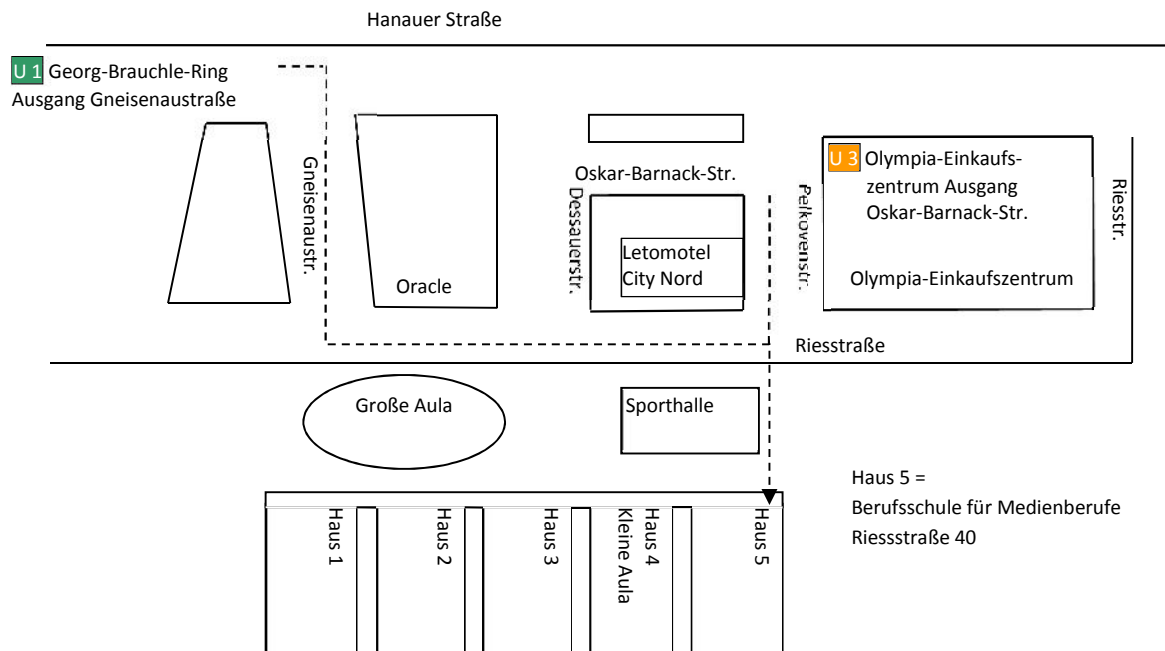 Hanauer Straße
U 1 Georg-Brauchle-Ring
Ausgang Gneisenaustraße
Gneisenaustr.
Oracle
Oskar-Barnack-Str.
Dessauerstr.
Letomotel
City Nord
Pelkovenstr.
U 3 Olympia-Einkaufs-
zentrum Ausgang
Oskar-Barnack-Str.
Olympia-Einkaufszentrum
Riesstr.
Riesstraße
Große Aula
Sporthalle
Haus 1
Haus 2
Haus 3
Kleine Aula
Haus 4
Haus 5
Haus 5 =
Berufsschule für Medienberufe
Riessstraße 40